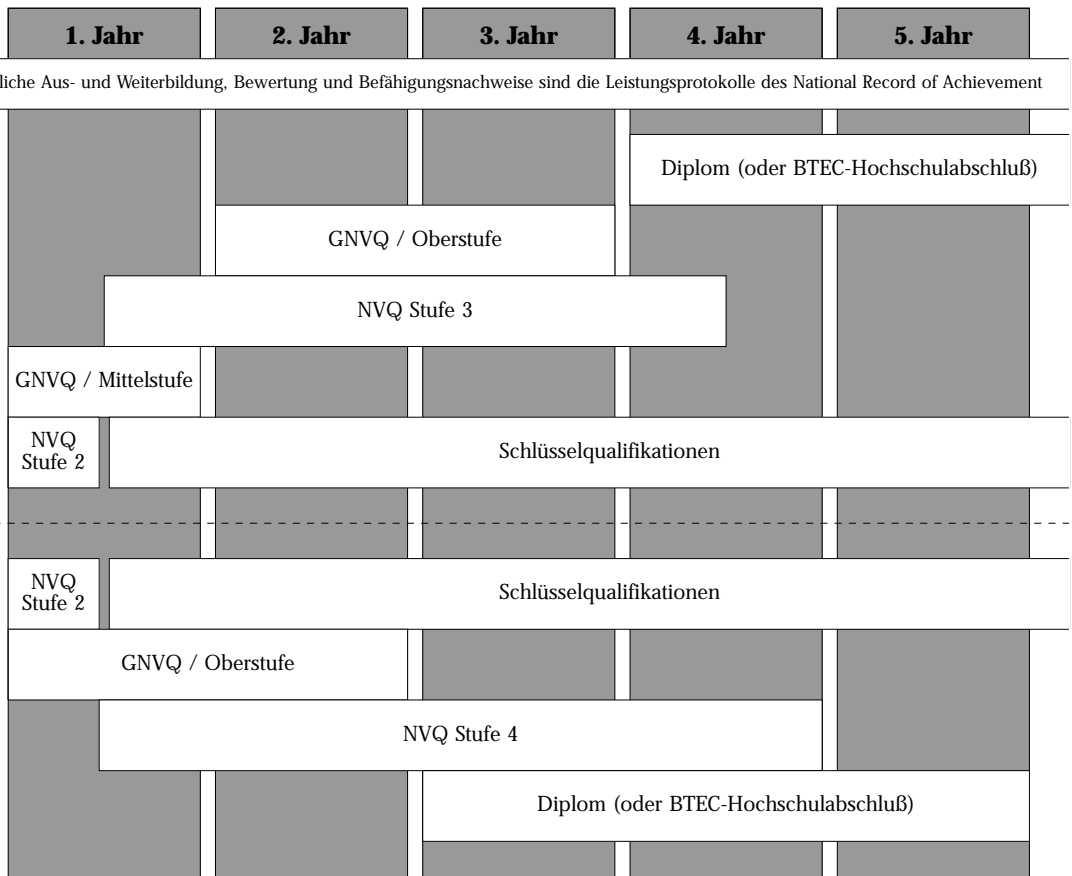 1. Jahr 2. Jahr 3. Jahr 4. Jahr 5. Jahr
liche Aus- und Weiterbildung, Bewertung und Befähigungsnachweise sind die Leistungsprotokolle des National Record of Achievement
Diplom (oder BTEC-Hochschulabschluß)
GNVQ / Oberstufe
NVQ Stufe 3
GNVQ / Mittelstufe
NVQ
Stufe 2
Schlüsselqualifikationen
NVQ
Stufe 2
Schlüsselqualifikationen
GNVQ / Oberstufe
NVQ Stufe 4
Diplom (oder BTEC-Hochschulabschluß)